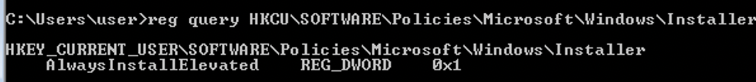 C:\Users\user>reg query HKCU\SOFTWARE\Policies\Microsoft\Windows\Installer
HKEY_CURRENT_USER\SOFTWARE\Policies\Microsoft\Windows\Installer
AlwaysInstallElevated    REG_DWORD    0x1